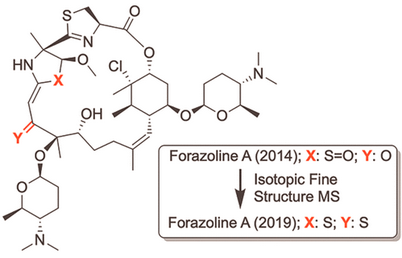 S
N
O
O
HN
X
O
Cl
N
O
O
OH
Y
O
O
N
Forazoline A (2014); X: S=O; Y: O
Isotopic Fine
Structure MS
Forazoline A (2019); X: S; Y: S